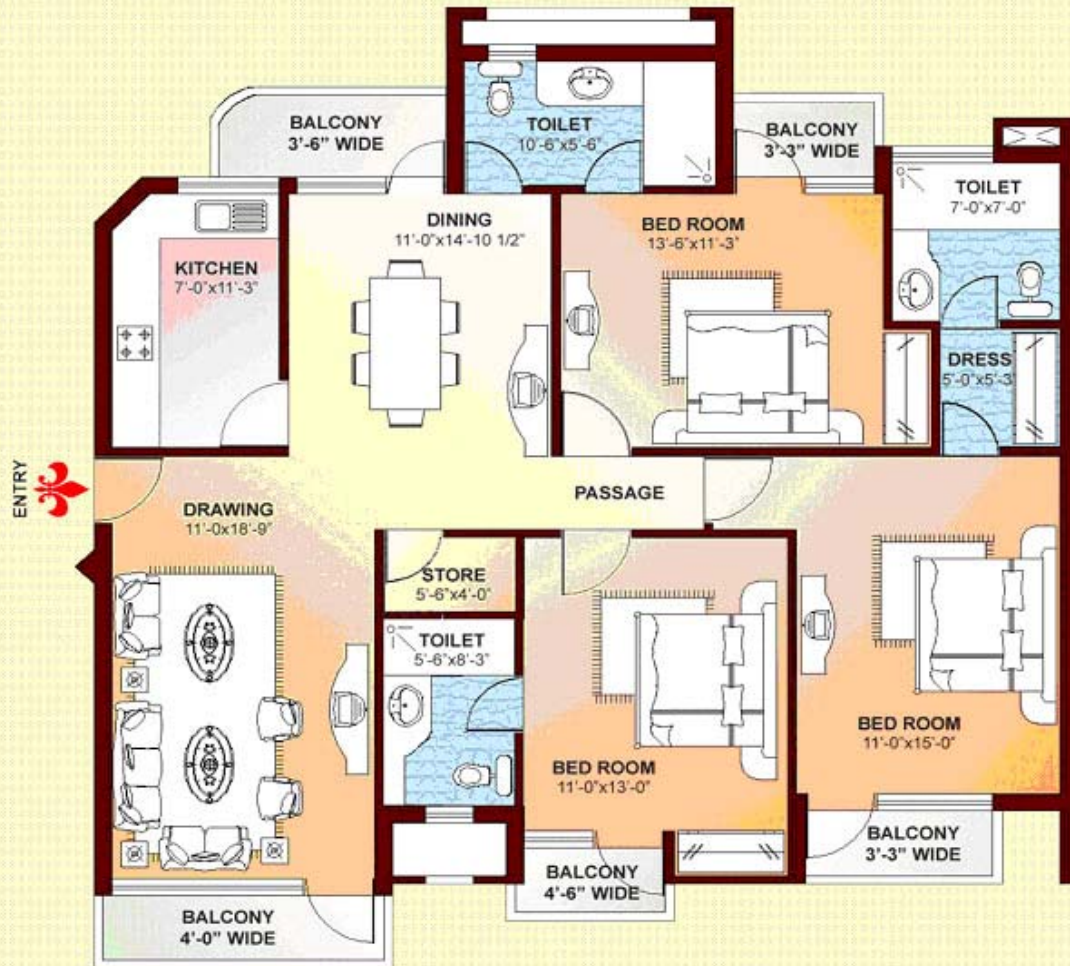 BALCONY
3'-6" WIDE
TOILET
10'-6"x5'-6"
BALCONY
3'-3" WIDE
TOILET
7'-0"x7'-0"
DINING
11'-0"x14'-10 1/2"
BED ROOM
13'-6"x11'-3"
KITCHEN
7'-0"x11'-3"
DRESS
5'-0"x5'-3"
ENTRY
DRAWING
11'-0x18'-9"
PASSAGE
STORE
5'-6"x4'-0"
TOILET
5'-6"x8'-3"
BED ROOM
11'-0"x13'-0"
BED ROOM
11'-0"x15'-0"
BALCONY
3'-3" WIDE
BALCONY
4'-6" WIDE
BALCONY
4'-0" WIDE